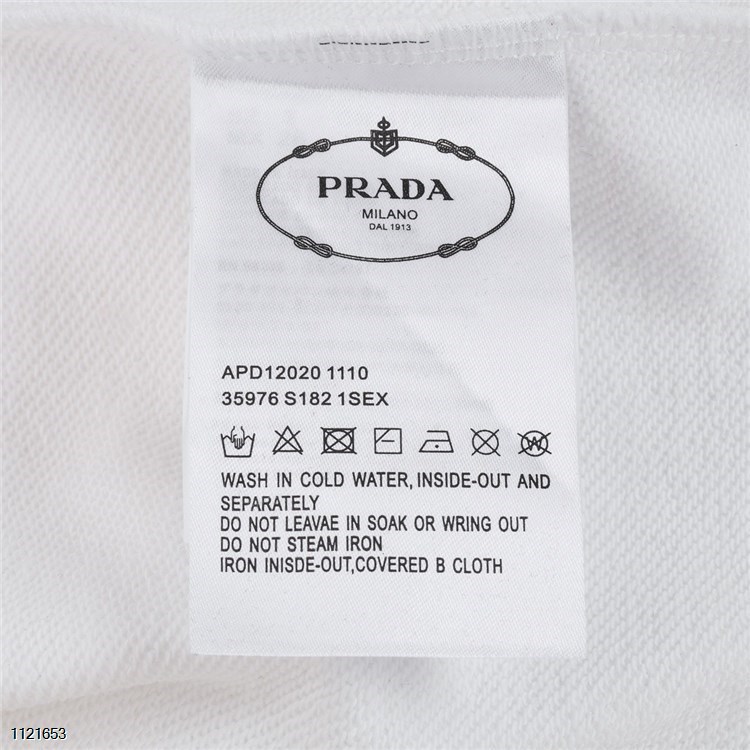 PRADA
MILANO
DAL 1913
APD12020 1110
35976 S182 1SEX
W
WASH IN COLD WATER, INSIDE-OUT AND
SEPARATELY
DO NOT LEAVAE IN SOAK OR WRING OUT
DO NOT STEAM IRON
IRON INISDE-OUT,COVERED B CLOTH
1121653